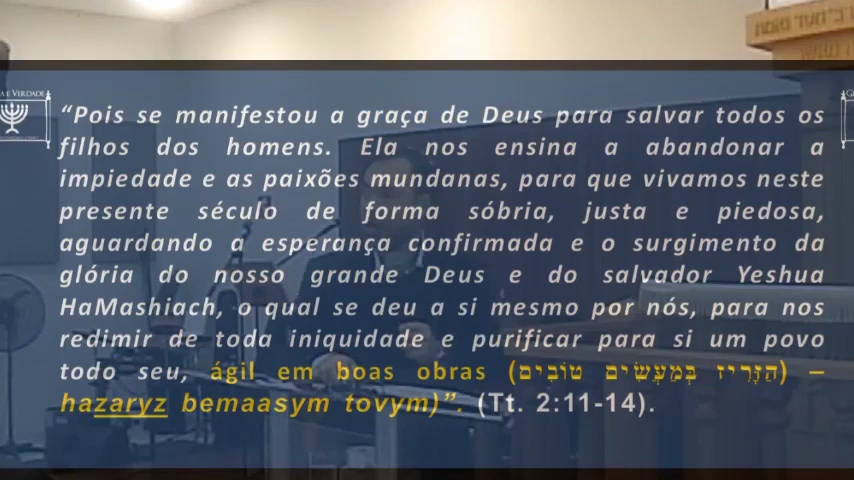 “Pois se manifestou a graça de Deus para salvar todos os
filhos dos homens. Ela nos ensina a abandonar a
impiedade e as paixões mundanas, para que vivamos neste
presente século de forma sóbria, justa e piedosa,
aguardando a esperança confirmada e o surgimento da
glória do nosso grande Deus e do salvador Yeshua
HaMashiach, o qual se deu a si mesmo por nós, para nos
redimir de toda iniquidade e purificar para si um povo
todo seu, ágil em boas obras (הַזָּרִיז בְּמַעֲשִׂים טוֹבִים) –
hazaryz bemaasym tovym)”. (Tt. 2:11-14).
E VERDADE